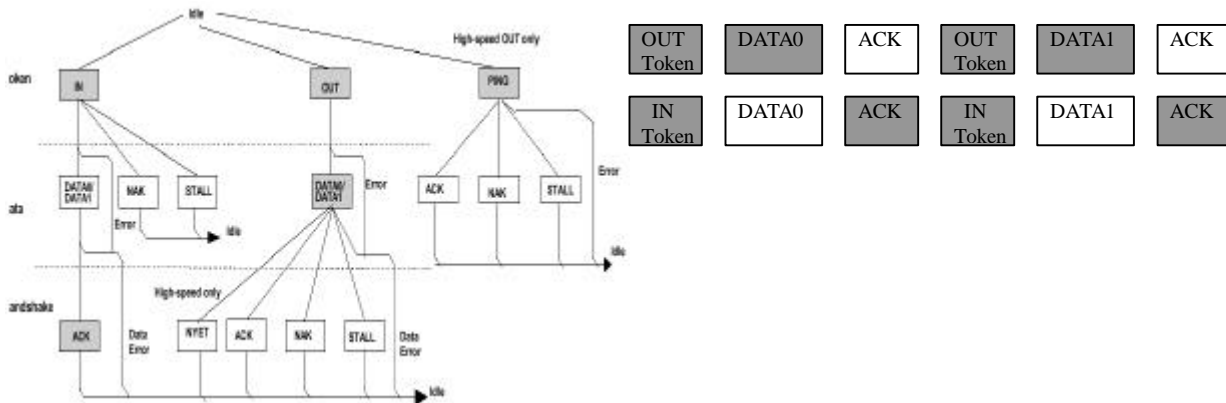 Idle
High-speed OUT only
oken
IN
OUT
PING
Error
ata
DATA0/
DATA1
NAK
STALL
Error
Idle
DATA0/
DATA1
Error
ACK
NAK
STALL
Idle
High-speed only
andshake
ACK
Data
Error
NYET
ACK
NAK
STALL
Data
Error
Idle
OUT
Token
DATA0
ACK
OUT
Token
DATA1
ACK
IN
Token
DATA0
ACK
IN
Token
DATA1
ACK